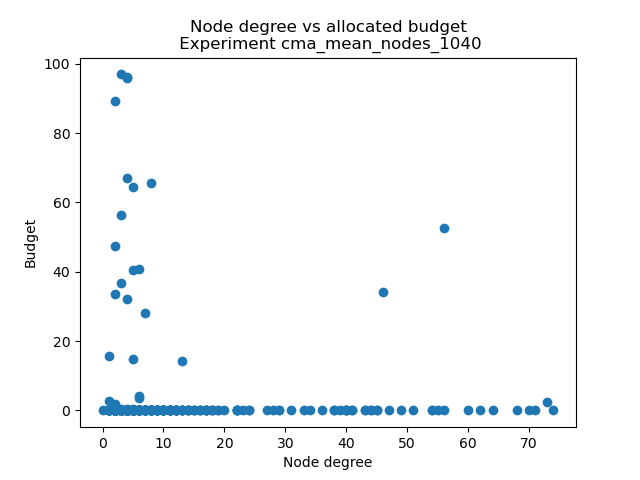 Node degree vs allocated budget
Experiment cma_mean_nodes_1040
100
80
60
40
20
0
Budget
0 10 20 30 40 50 60 70
Node degree